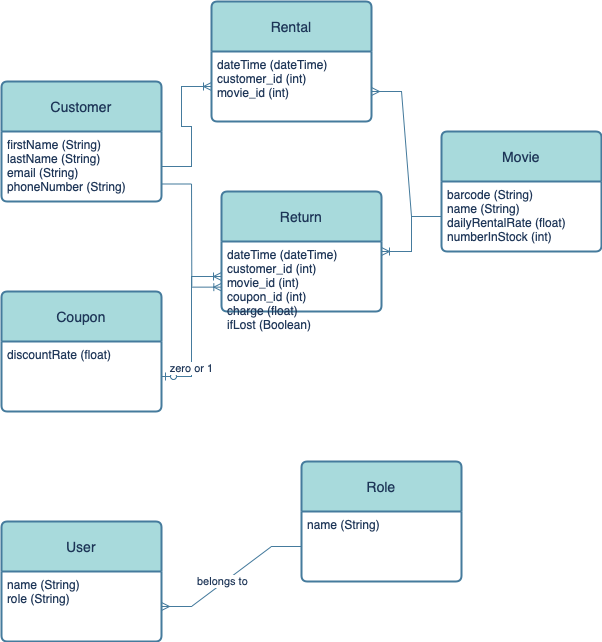 Rental
dateTime (dateTime)
customer_id (int)
movie_id (int)
Customer
firstName (String)
lastName (String)
email (String)
phoneNumber (String)
Movie
barcode (String)
name (String)
dailyRentalRate (float)
numberInStock (int)
Return
dateTime (dateTime)
customer_id (int)
movie_id (int)
coupon_id (int)
charge (float)
ifLost (Boolean)
Coupon
discountRate (float)
zero or 1
Role
name (String)
User
name (String)
role (String)
belongs to